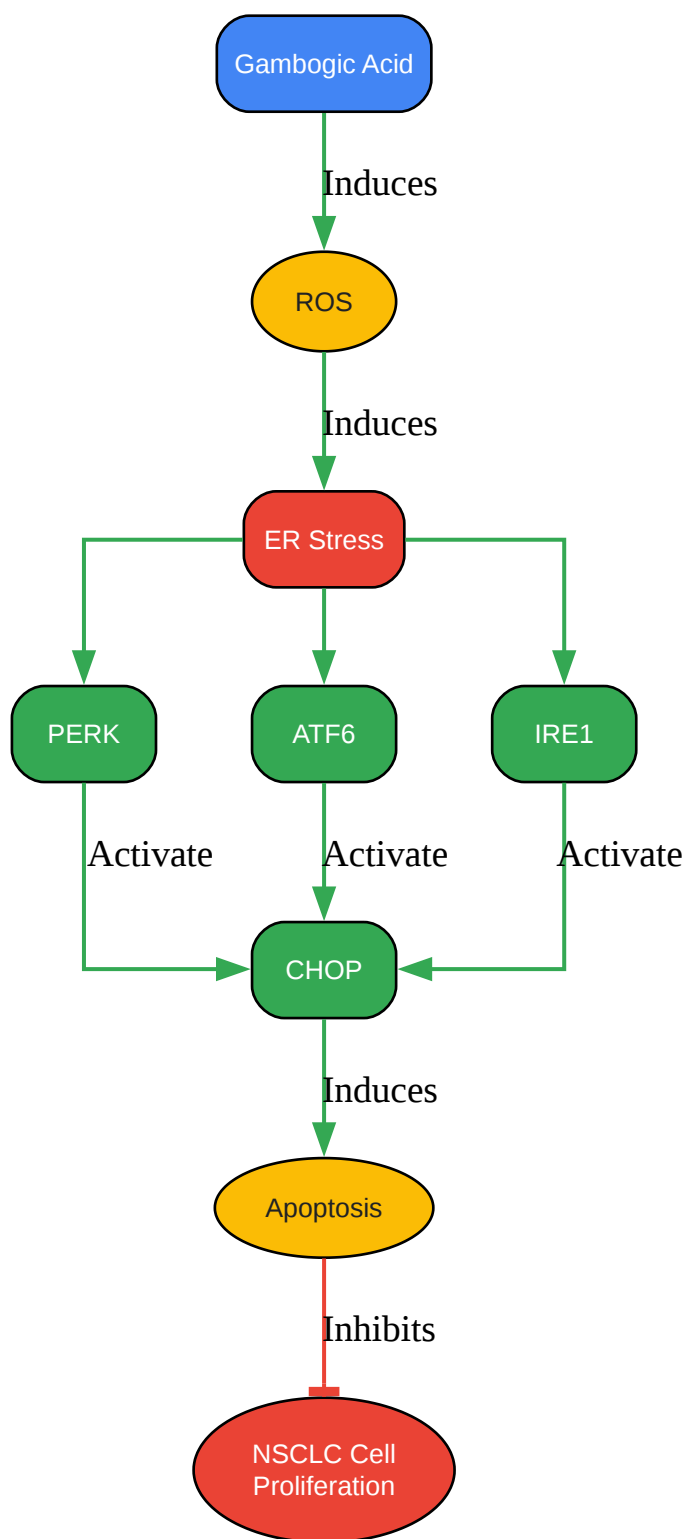 Gambogic Acid
Induces
ROS
Induces
ER Stress
PERK
ATF6
IRE1
Activate
Activate
Activate
CHOP
Induces
Apoptosis
Inhibits
NSCLC Cell
Proliferation